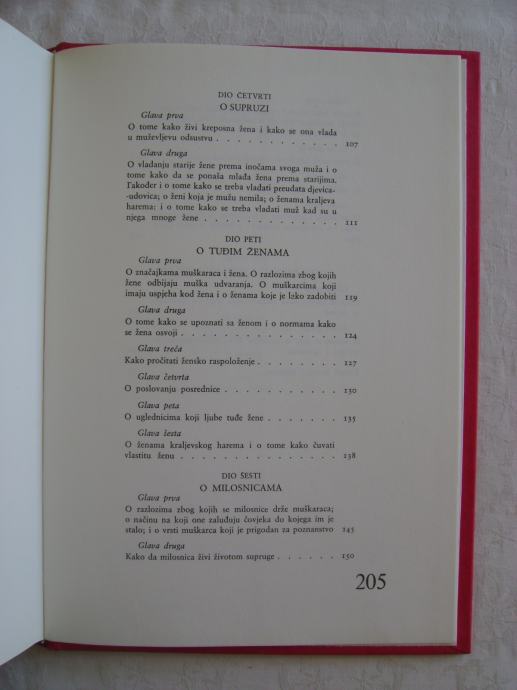 DIO ČETVRTI
O SUPRUZI
Glava prva
O tome kako živi kreposna žena i kako se ona vlada
u muževljevu odsustvu . . . . . . . . . . . 107
Glava druga
O vladanju starije žene prema inočama svoga muža i o
tome kako da se ponaša mlađa žena prema starijima.
Također i o tome kako se treba vladati preudata djevica-
-udovica; o ženi koja je mužu nemila; o ženama kraljeva
harema: i o tome kako se treba vladati muž kad su u
njega mnoge žene . . . . . . . . . . . . 111
DIO PETI
O TUĐIM ŽENAMA
Glava prva
O značajkama muškaraca i žena. O razlozima zbog kojih
žene odbijaju muška udvaranja. O muškarcima koji
imaju uspjeha kod žena i o ženama koje je lako zadobiti 119
Glava druga
O tome kako se upoznati sa ženom i o normama kako
se žena osvoji . . . . . . . . . . . . . . 124
Glava treća
Kako pročitati žensko raspoloženje . . . . . . . 127
Glava četvrta
O poslovanju posrednice . . . . . . . . . . 130
Glava peta
O uglednicima koji ljube tuđe žene . . . . . . . 135
Glava šesta
O ženama kraljevskog harema i o tome kako čuvati
vlastitu ženu . . . . . . . . . . . . . . 138
DIO ŠESTI
O MILOSNICAMA
Glava prva
O razlozima zbog kojih se milosnice drže muškaraca;
o načinu na koji one zaluđuju čovjeka do kojega im je
stalo; i o vrsti muškarca koji je prigodan za poznanstvo 145
Glava druga
Kako da milosnica živi životom supruge . . . . . . 150
205